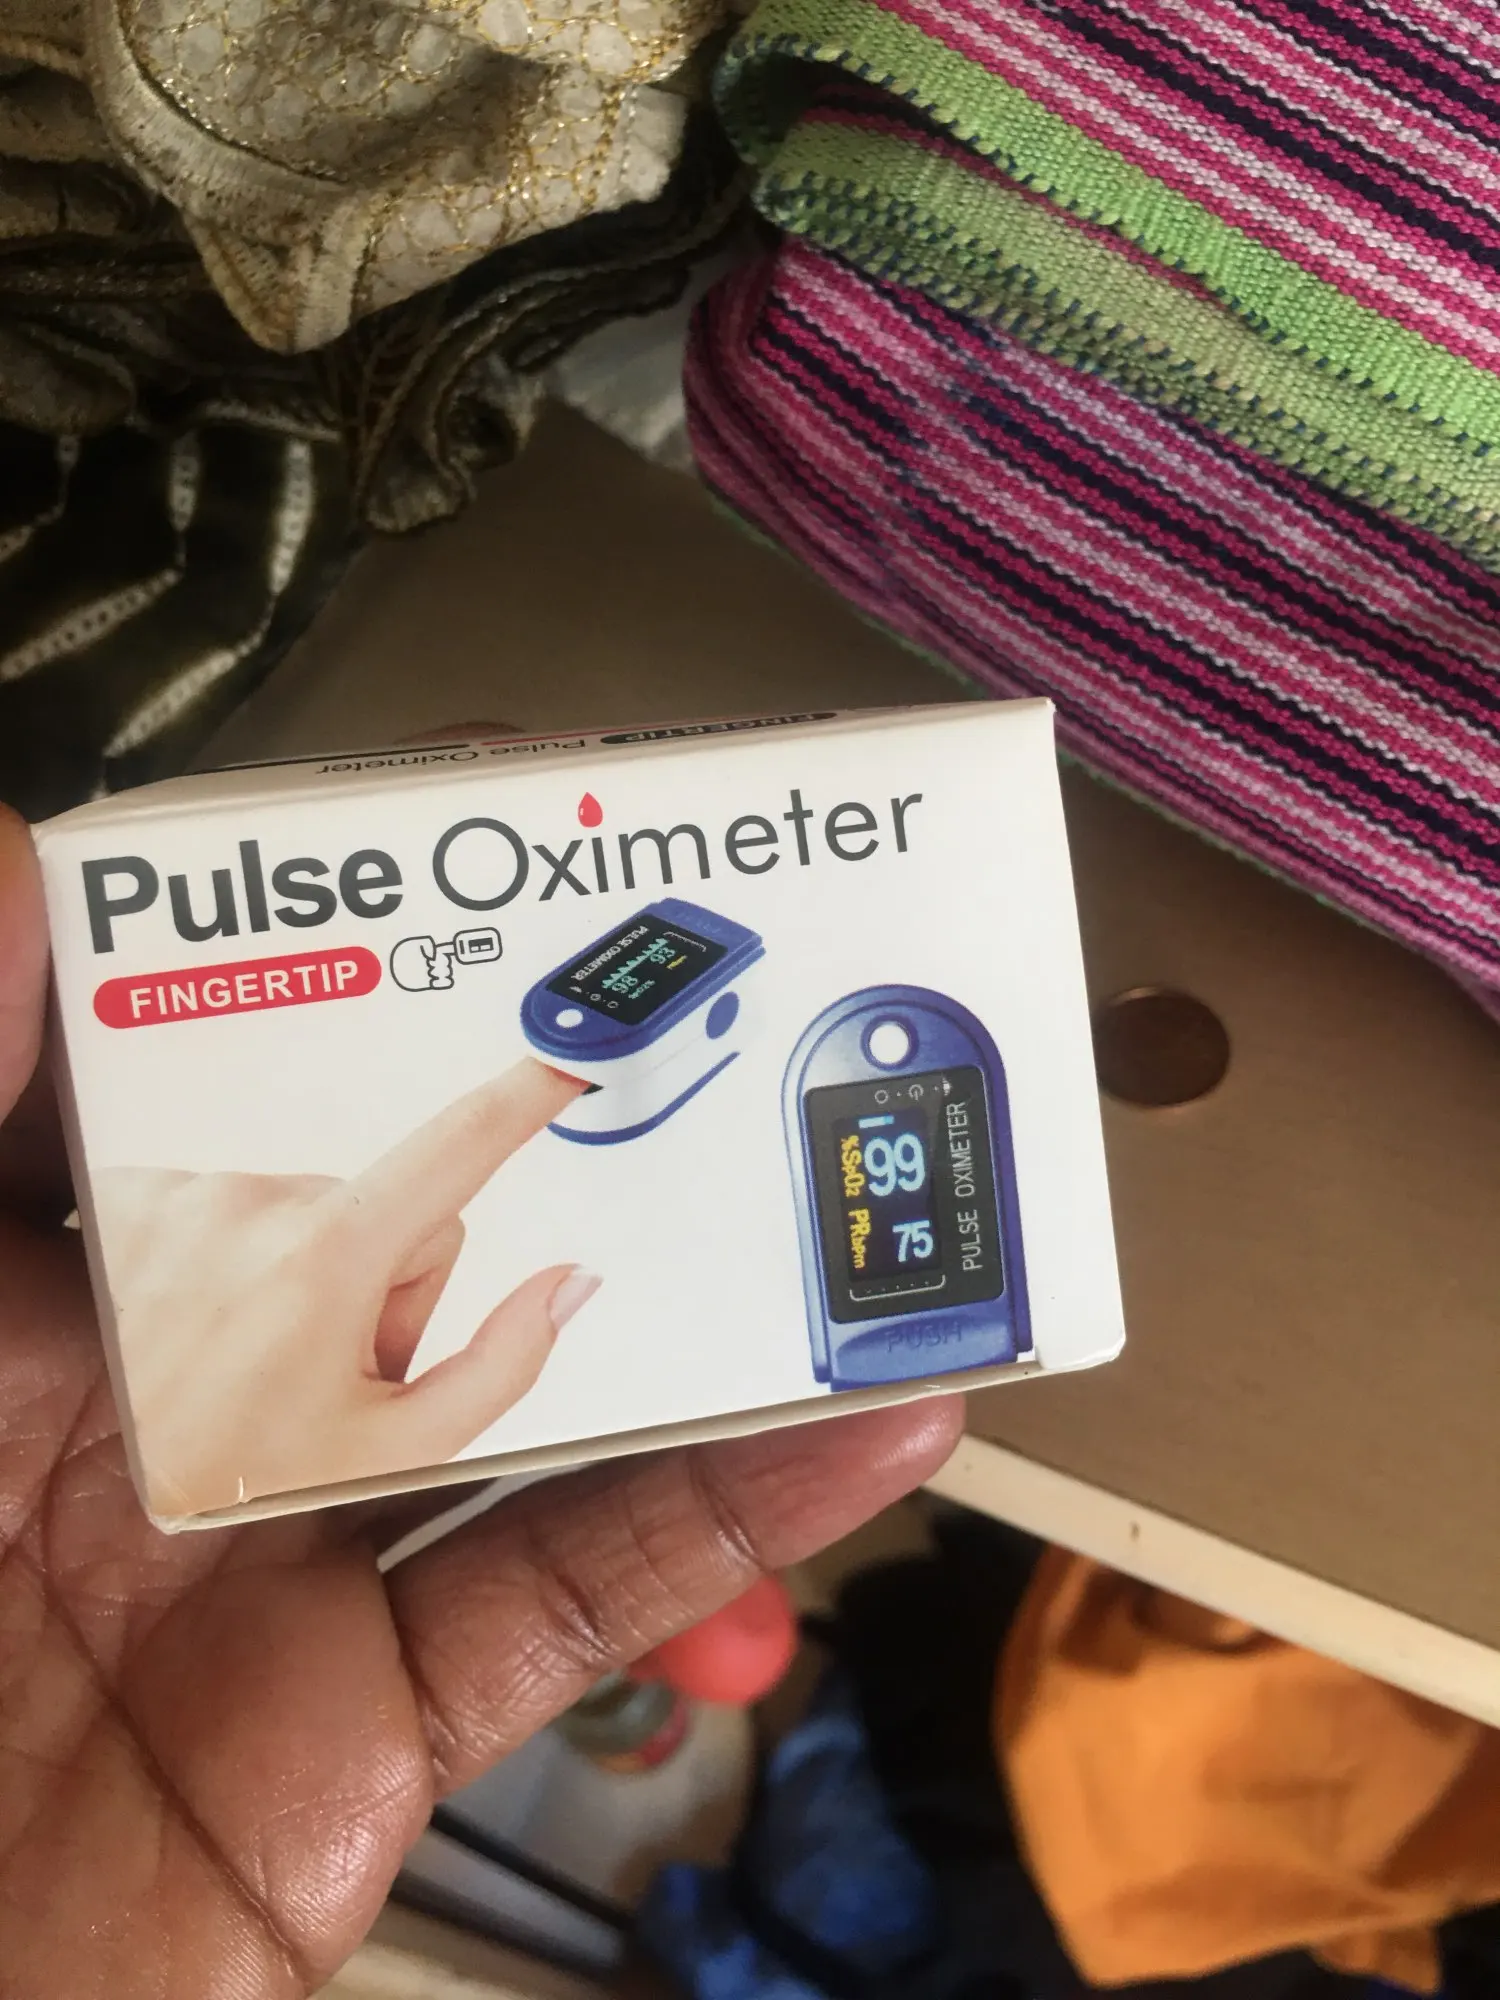 FINGERTIP Pulse Oximeter
Pulse Oximeter
FINGERTIP
PULSE OXIMETER
98
93
%SpO2
99
PRbpm
75
PULSE OXIMETER
PUSH